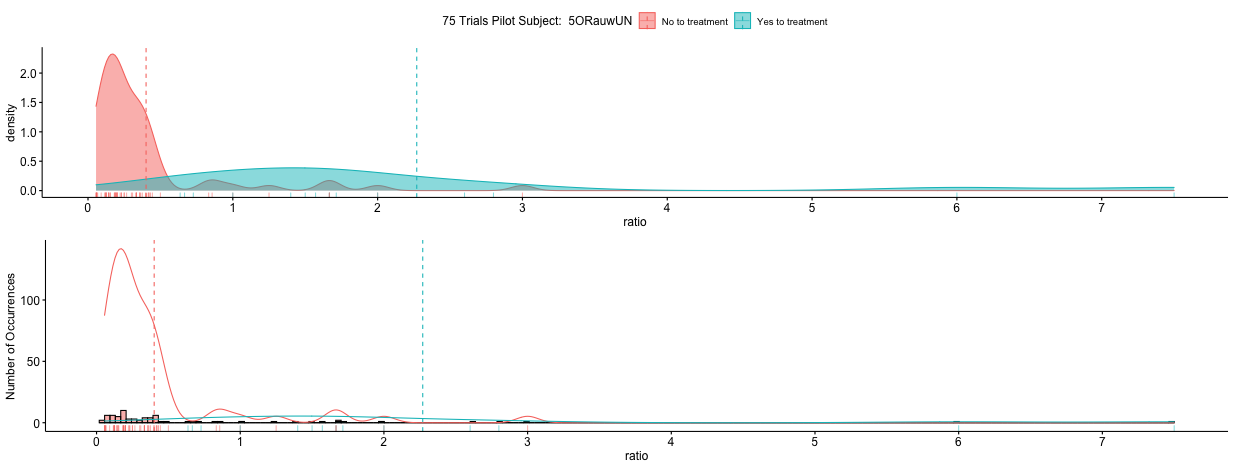 75 Trials Pilot Subject: 5ORauwUN No to treatment Yes to treatment
density
2.0
1.5
1.0
0.5
0.0
0 1 2 3 4 5 6 7
ratio
Number of Occurrences
100
50
0
0 1 2 3 4 5 6 7
ratio